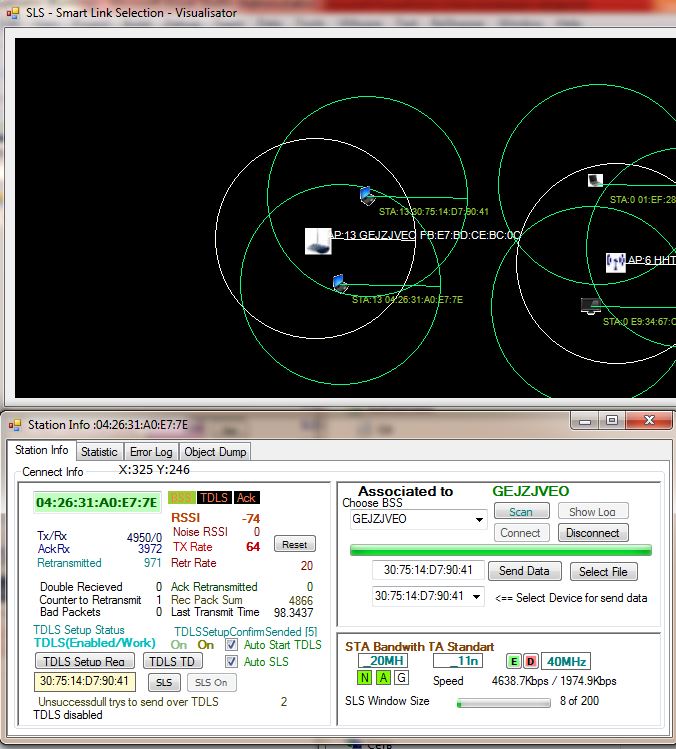 SLS - Smart Link Selection - Visualisator
STA:13 30:75:14:D7:90:41
STA:0 01:EF:28
AP:13 GEJZJVEO FB:E7:BD:CE:BC:0C
AP:6 HHT
STA:13 04:26:31:A0:E7:7E
STA:0 E9:34:67:C
Station Info :04:26:31:A0:E7:7E
Station Info Statistic Error Log Object Dump
Cennect Info X:325 Y:246
04:26:31:A0:E7:7E BSS TDLS Ack
RSSI -74
Tx/Rx 4950/0 Noise RSSI 0
AckRx 3972 TX Rate 64 Reset
Retransmitted 971 Retr Rate 20
Double Recieved 0 Ack Retransmitted 0
Counter to Retransmit 1 Rec Pack Sum 4866
Bad Packets 0 Last Transmit Time 98.3437
TDLS Setup Status TDLSSetupConfirmSended [5]
TDLS(Enabled/Work) On On Auto Start TDLS
TDLS Setup Req TDLS TD Auto SLS
30:75:14:D7:90:41 SLS SLS On
Unsuccessdull trys to send over TDLS 2
TDLS disabled
Associated to GEJZJVEO
Choose BSS
GEJZJVEO Scan Show Log
Connect Disconnect
30:75:14:D7:90:41 Send Data Select File
30:75:14:D7:90:41 <== Select Device for send data
STA Bandwith TA Standart
_20MH _11n E D 40MHz
N A G Speed 4638.7Kbps / 1974.9Kbps
SLS Window Size 8 of 200